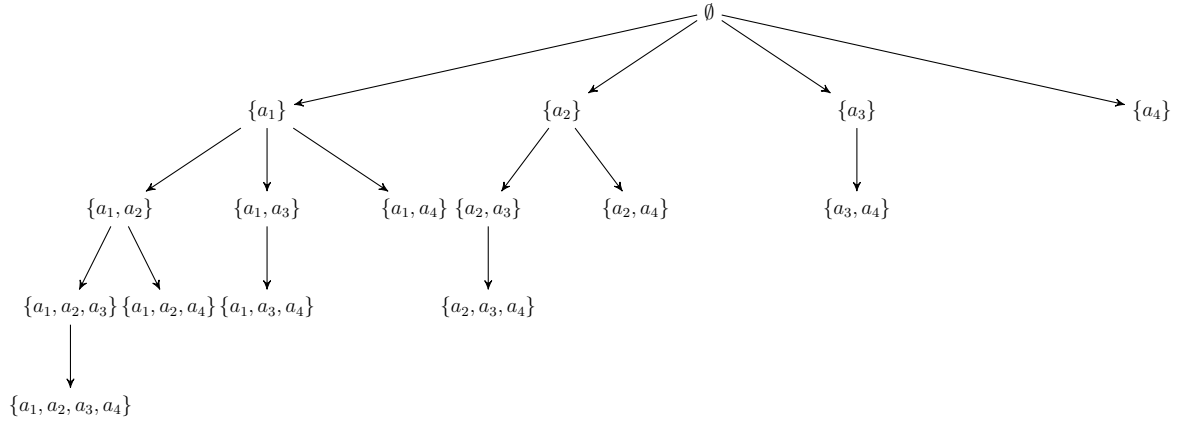 ∅
{a₁} {a₂} {a₃} {a₄}
{a₁, a₂} {a₁, a₃} {a₁, a₄} {a₂, a₃} {a₂, a₄} {a₃, a₄}
{a₁, a₂, a₃} {a₁, a₂, a₄} {a₁, a₃, a₄} {a₂, a₃, a₄}
{a₁, a₂, a₃, a₄}